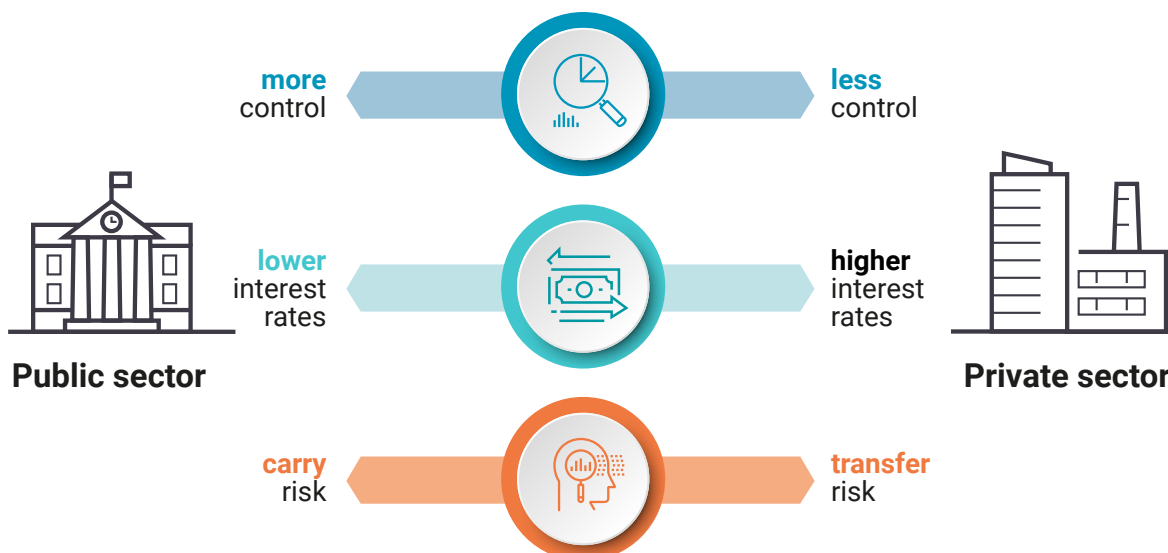 more
control
less
control
lower
interest
rates
higher
interest
rates
Public sector
Private sector
carry
risk
transfer
risk